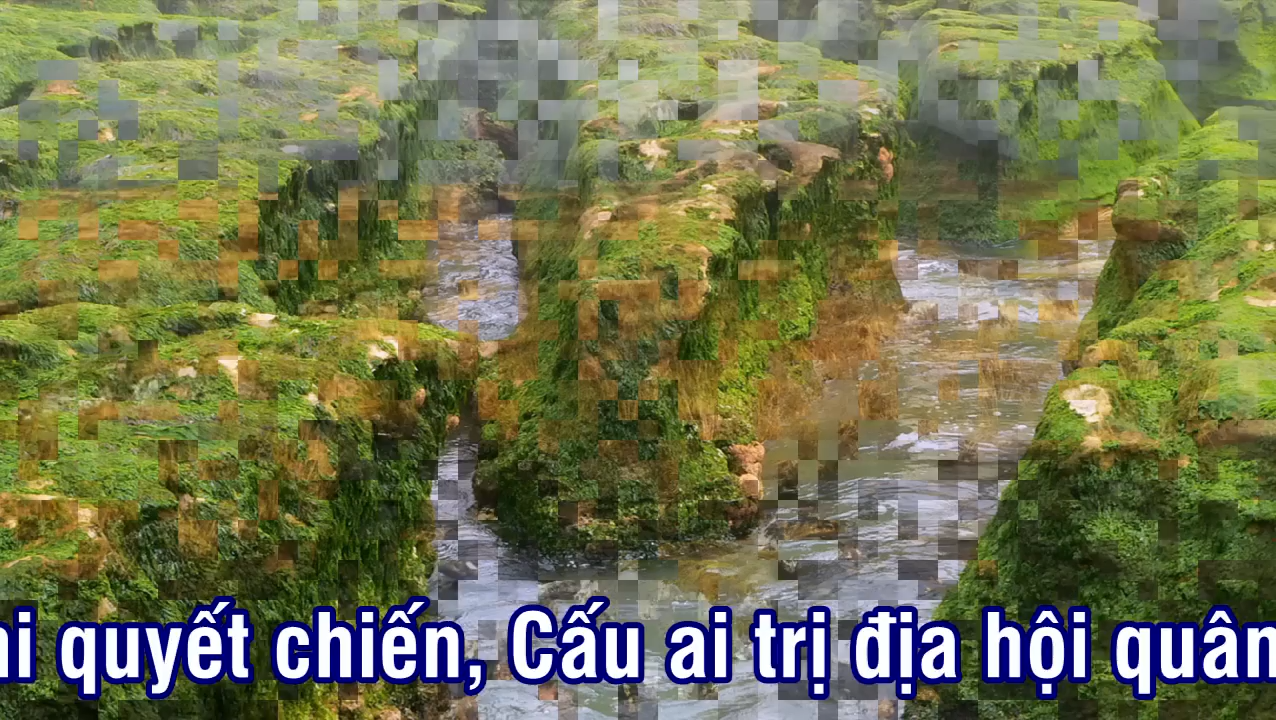 quyết chiến, Cấu ai trị địa hội quân